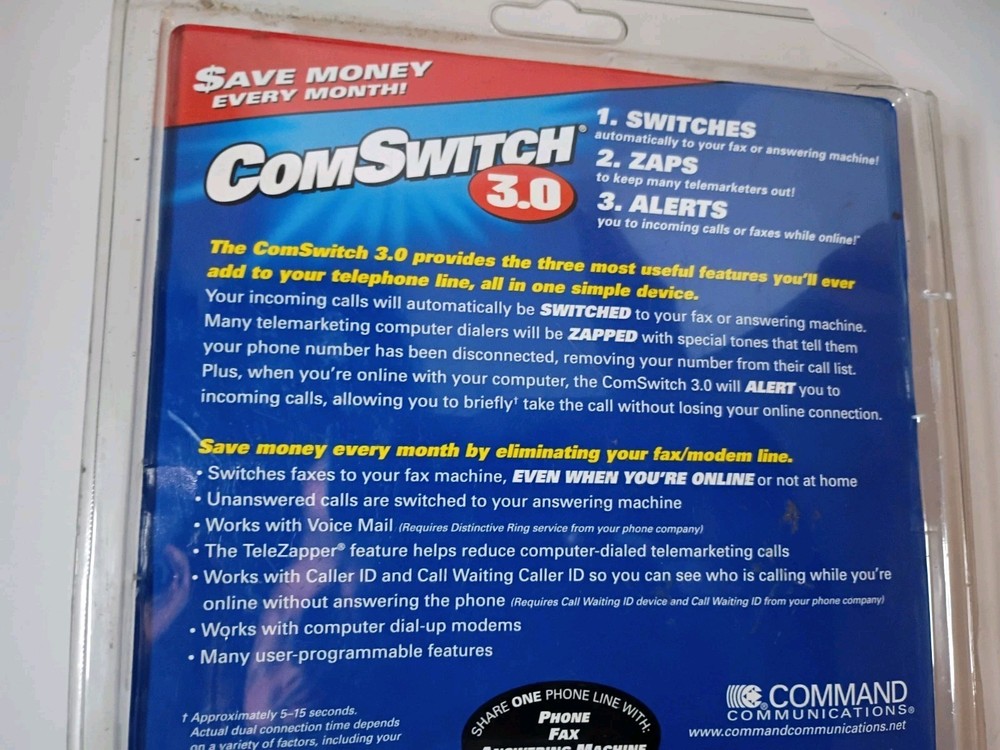 $AVE MONEY
EVERY MONTH!
COMSWITCH®
3.0
1. SWITCHES
automatically to your fax or answering machine!
2. ZAPS
to keep many telemarketers out!
3. ALERTS
you to incoming calls or faxes while online!†
The ComSwitch 3.0 provides the three most useful features you'll ever
add to your telephone line, all in one simple device.
Your incoming calls will automatically be SWITCHED to your fax or answering machine.
Many telemarketing computer dialers will be ZAPPED with special tones that tell them
your phone number has been disconnected, removing your number from their call list.
Plus, when you're online with your computer, the ComSwitch 3.0 will ALERT you to
incoming calls, allowing you to briefly† take the call without losing your online connection.
Save money every month by eliminating your fax/modem line.
• Switches faxes to your fax machine, EVEN WHEN YOU'RE ONLINE or not at home
• Unanswered calls are switched to your answering machine
• Works with Voice Mail (Requires Distinctive Ring service from your phone company)
• The TeleZapper® feature helps reduce computer-dialed telemarketing calls
• Works with Caller ID and Call Waiting Caller ID so you can see who is calling while you're
online without answering the phone (Requires Call Waiting ID device and Call Waiting ID from your phone company)
• Works with computer dial-up modems
• Many user-programmable features
† Approximately 5–15 seconds.
Actual dual connection time depends
on a variety of factors, including your
SHARE ONE PHONE LINE WITH:
PHONE
FAX
ANSWERING MACHINE
COMMAND
COMMUNICATIONS®
www.commandcommunications.net